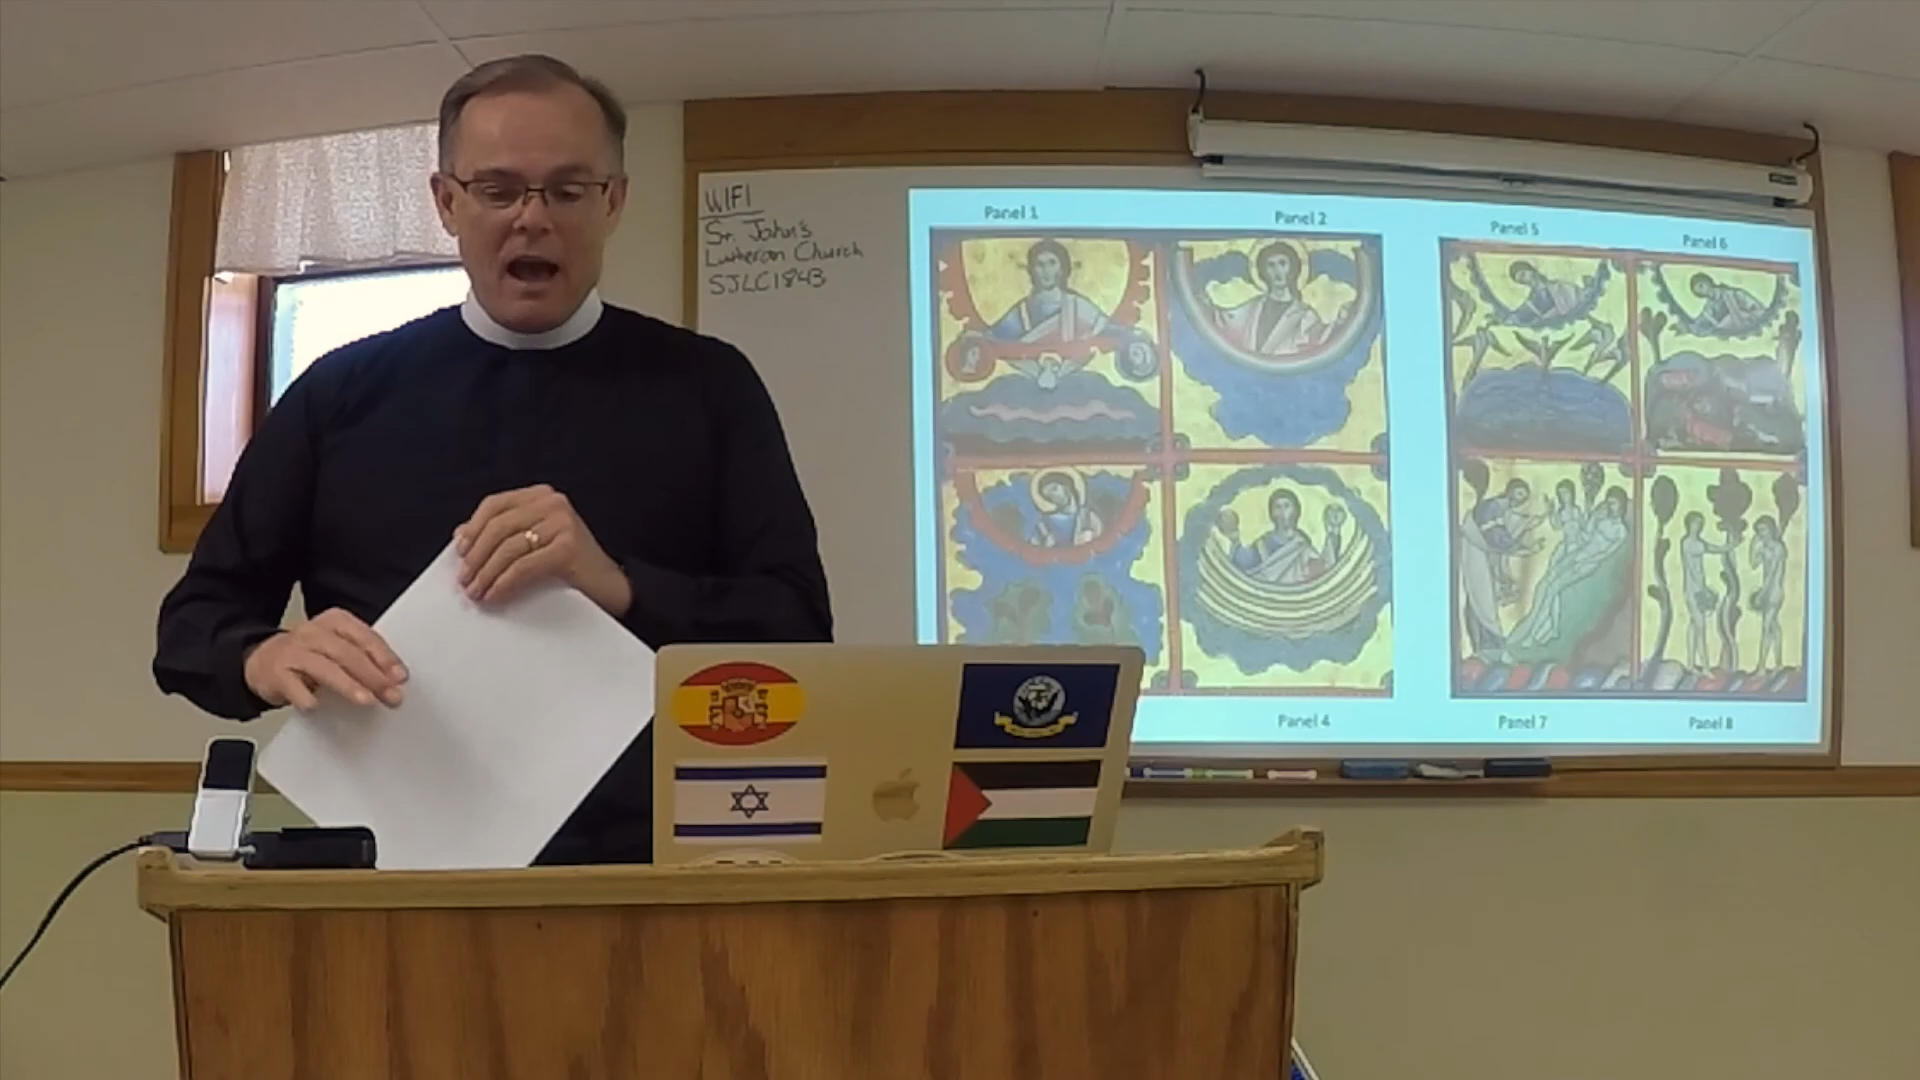 WIFI
St. John's
Lutheran Church
SJLC1843
Panel 1
Panel 2
Panel 5
Panel 6
Panel 4
Panel 7
Panel 8